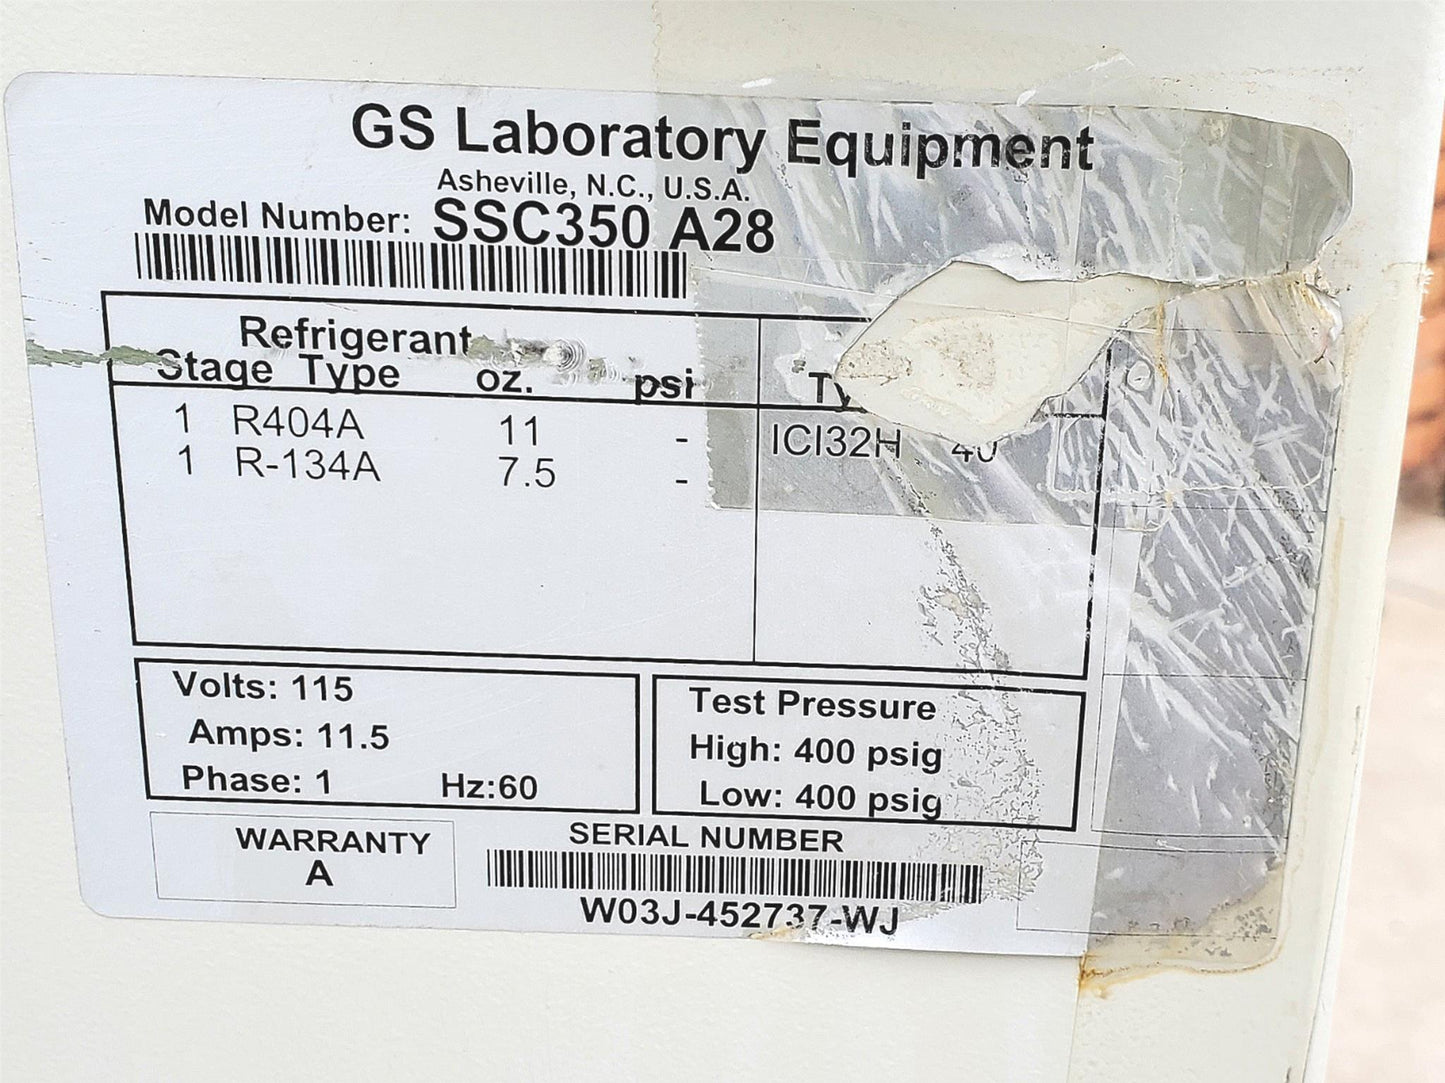 GS Laboratory Equipment
Asheville, N.C., U.S.A.
Model Number: SSC350 A28
Refrigerant
Stage Type oz. psi
1 R404A 11 - ICI32H 40
1 R-134A 7.5 -
Volts: 115
Amps: 11.5
Phase: 1 Hz:60
Test Pressure
High: 400 psig
Low: 400 psig
WARRANTY
A
SERIAL NUMBER
W03J-452737-WJ